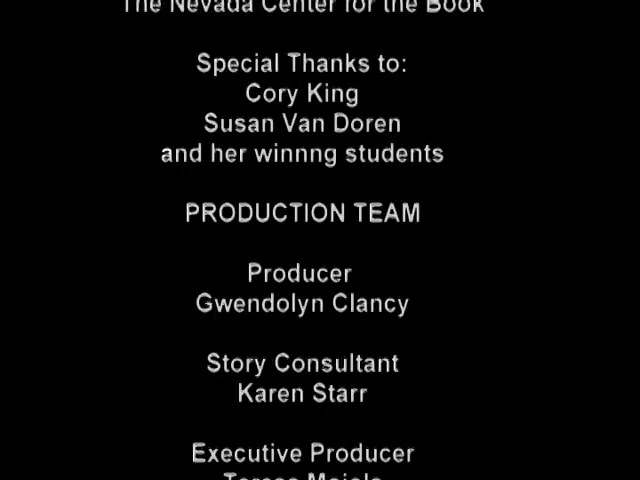 The Nevada Center for the Book
Special Thanks to:
Cory King
Susan Van Doren
and her winnng students
PRODUCTION TEAM
Producer
Gwendolyn Clancy
Story Consultant
Karen Starr
Executive Producer